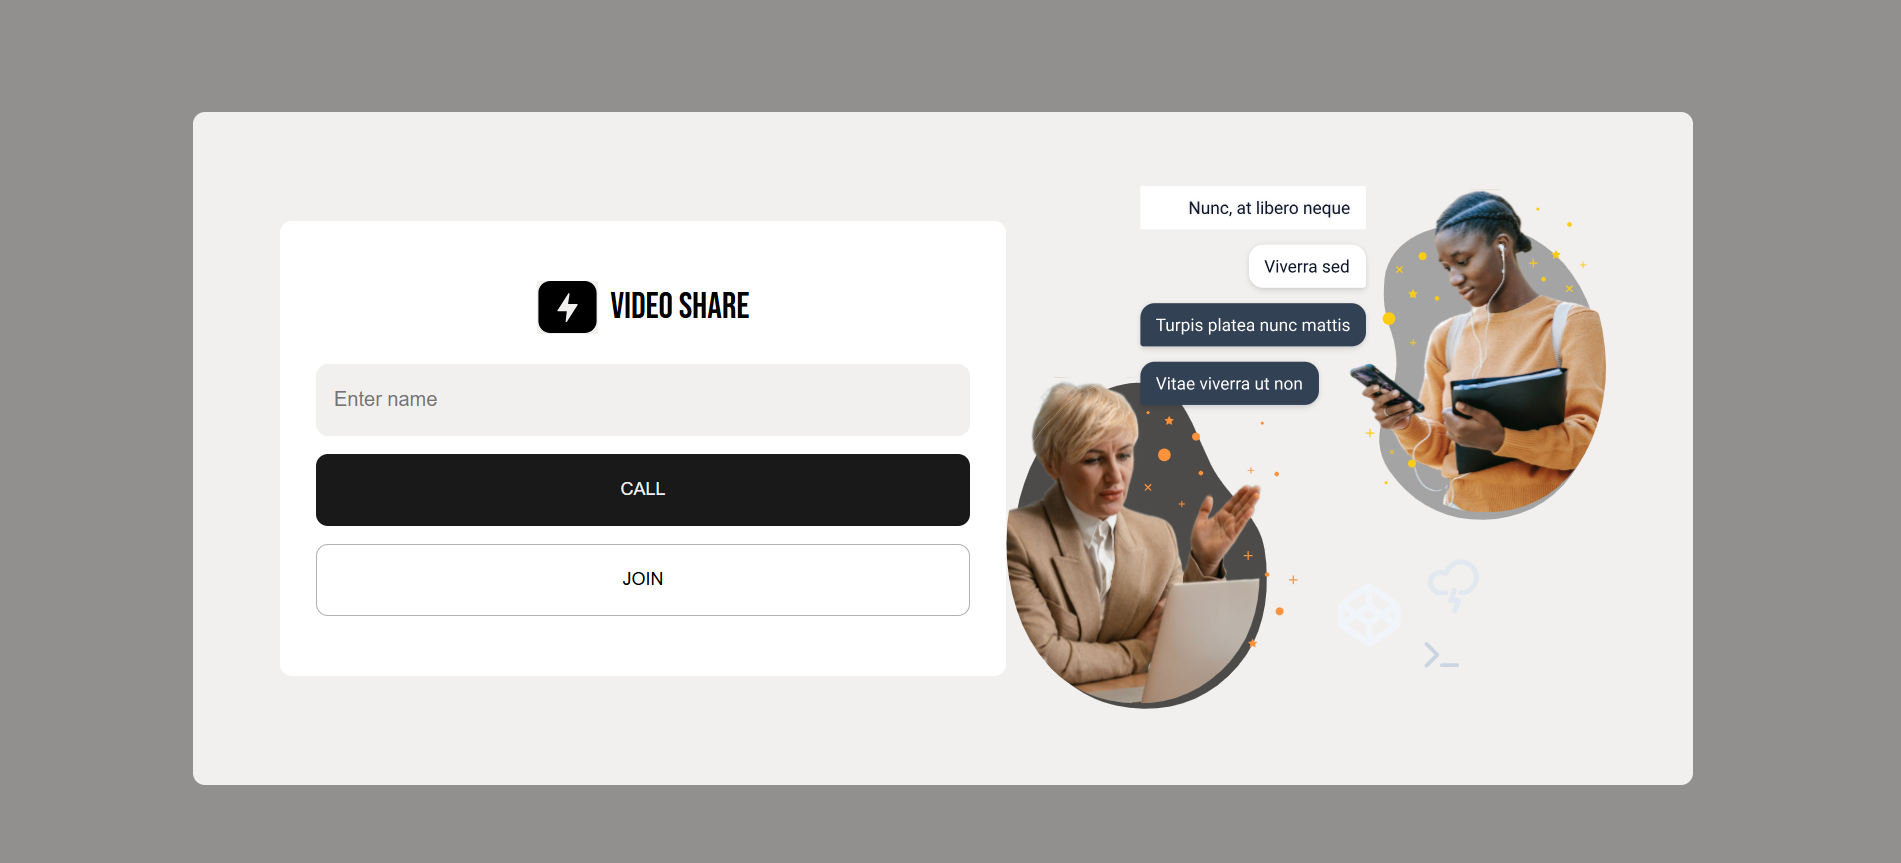 VIDEO SHARE
Enter name
CALL
JOIN
Nunc, at libero neque
Viverra sed
Turpis platea nunc mattis
Vitae viverra ut non